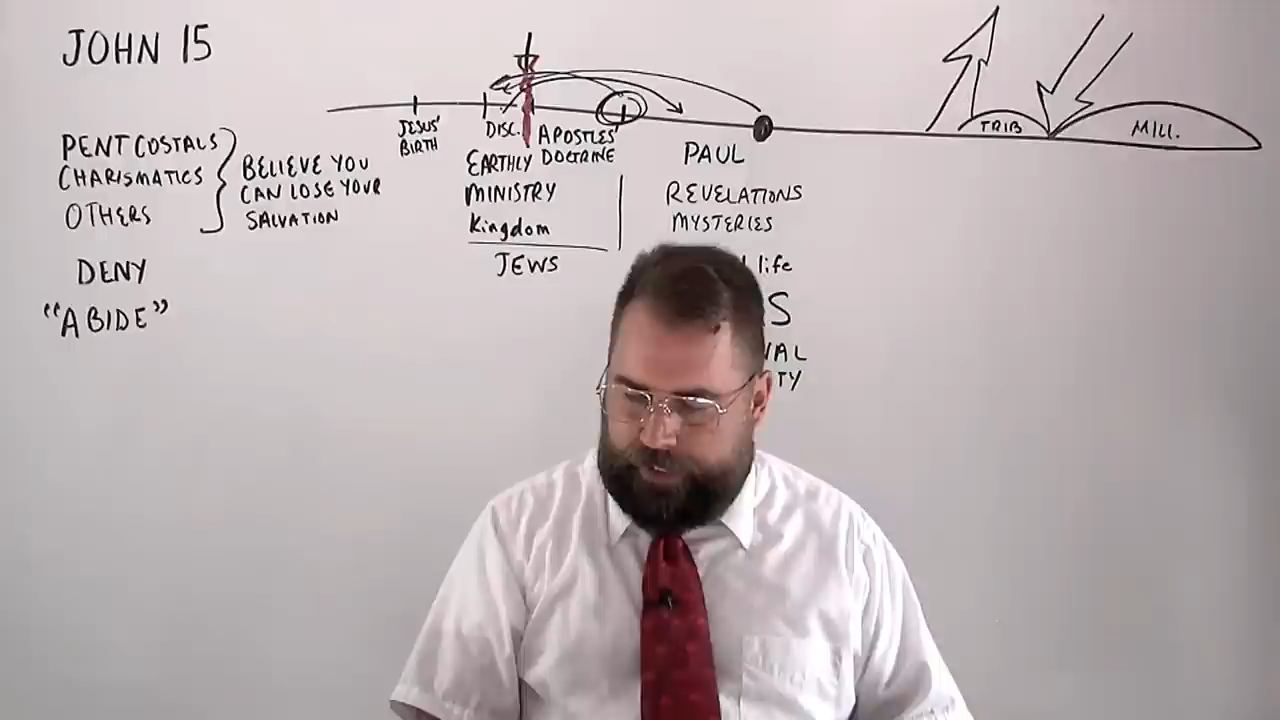 JOHN 15
PENTCOSTALS
CHARISMATICS
OTHERS
BELIEVE YOU
CAN LOSE YOUR
SALVATION
DENY
"ABIDE"
JESUS'
BIRTH
DISC.
APOSTLES'
DOCTRINE
EARTHLY
MINISTRY
Kingdom
JEWS
PAUL
REVELATIONS
MYSTERIES
life
TRIB
MILL.